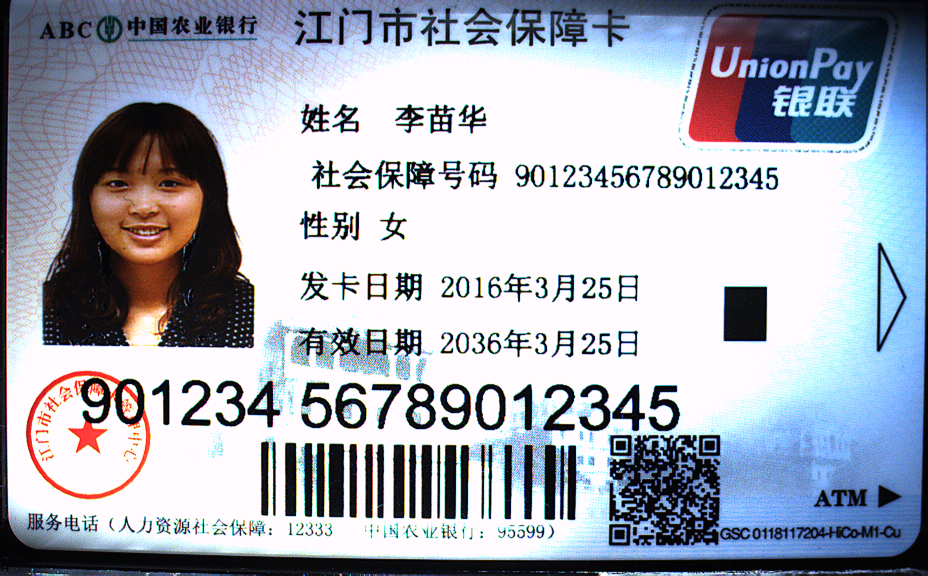 ABC 中国农业银行 江门市社会保障卡
UnionPay
银联
姓名 李苗华
社会保障号码 90123456789012345
性别 女
发卡日期 2016年3月25日
有效日期 2036年3月25日
901234 56789012345
江门市社会保障
ATM
服务电话（人力资源社会保障：12333 中国农业银行：95599）
GSC 0118117204-HiCo-M1-Cu